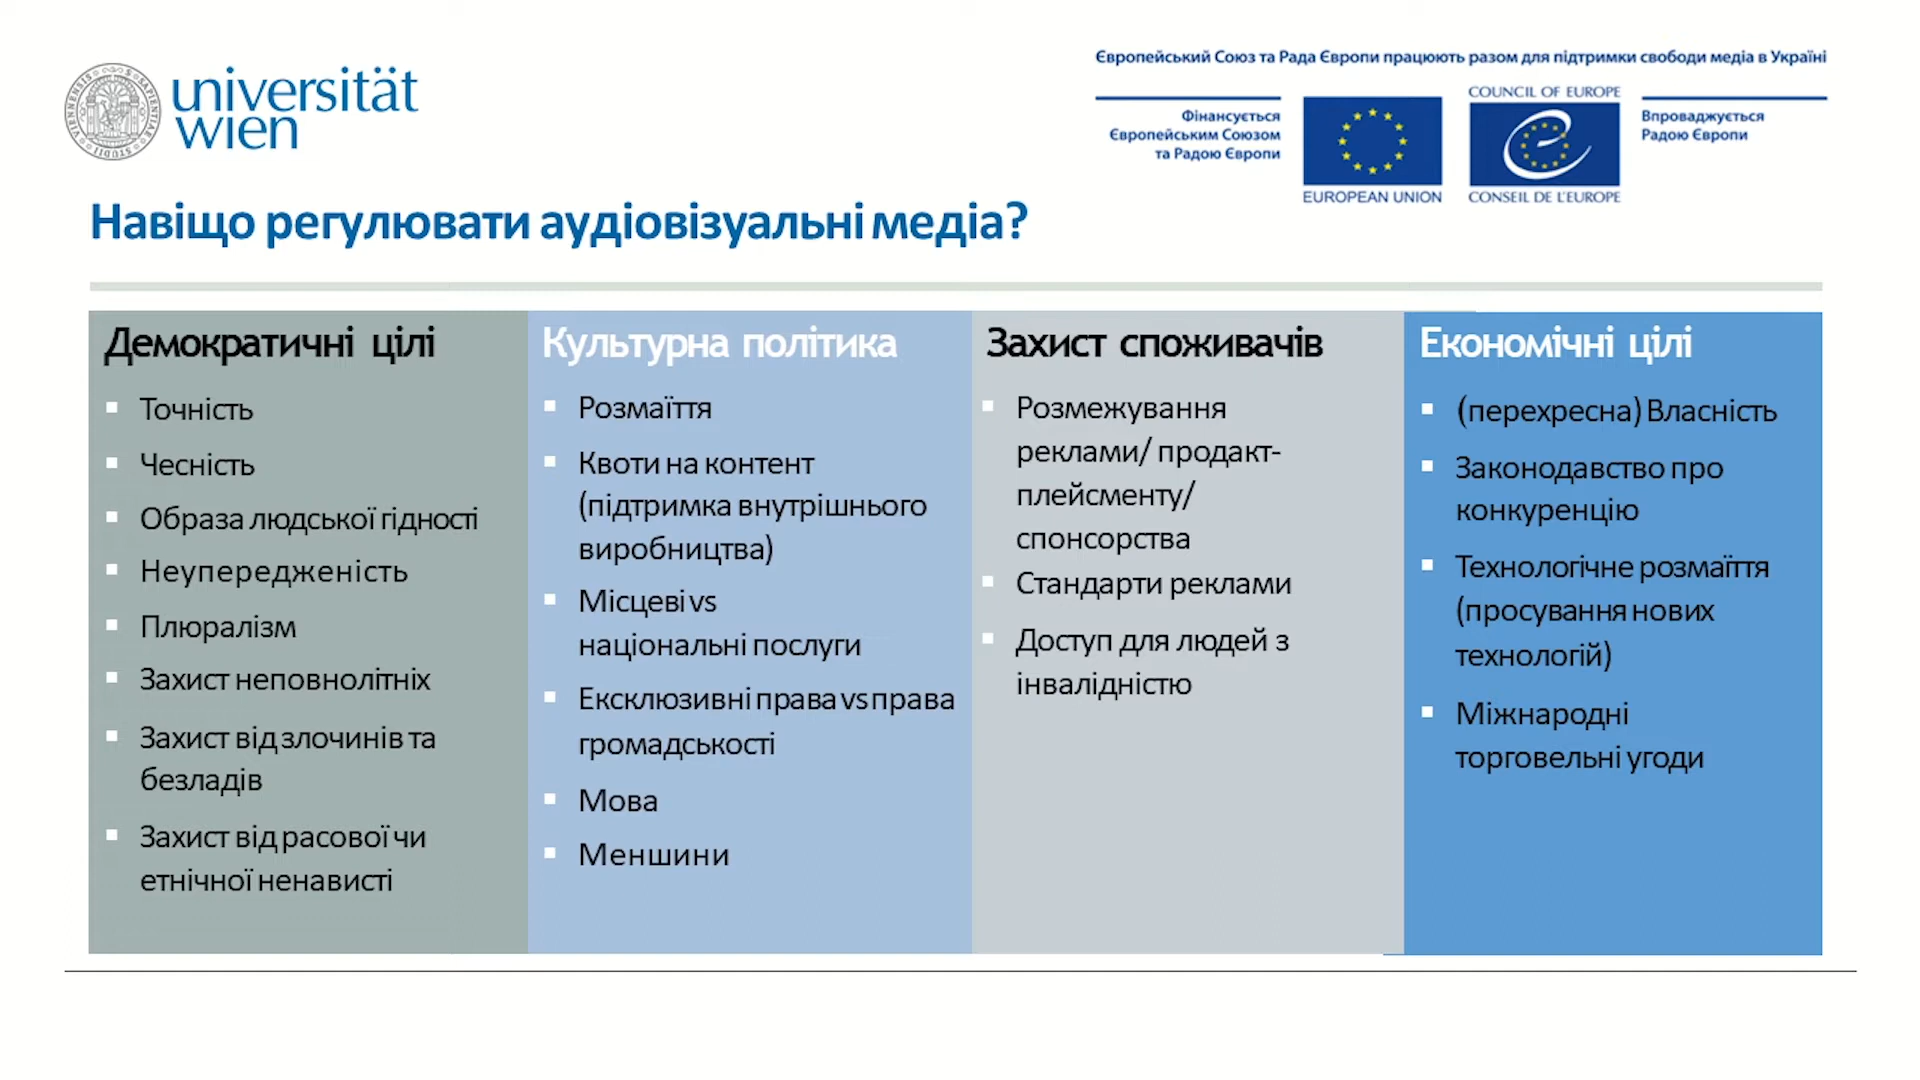 universität
wien
Європейський Союз та Рада Європи працюють разом для підтримки свободи медіа в Україні
Фінансується
Європейським Союзом
та Радою Європи
EUROPEAN UNION
COUNCIL OF EUROPE
CONSEIL DE L'EUROPE
Впроваджується
Радою Європи
Навіщо регулювати аудіовізуальні медіа?
Демократичні цілі
Точність
Чесність
Образа людської гідності
Неупередженість
Плюралізм
Захист неповнолітніх
Захист від злочинів та
безладів
Захист від расової чи
етнічної ненависті
Культурна політика
Розмаїття
Квоти на контент
(підтримка внутрішнього
виробництва)
Місцеві vs
національні послуги
Ексклюзивні права vs права
громадськості
Мова
Меншини
Захист споживачів
Розмежування
реклами/ продакт-
плейсменту/
спонсорства
Стандарти реклами
Доступ для людей з
інвалідністю
Економічні цілі
(перехресна) Власність
Законодавство про
конкуренцію
Технологічне розмаїття
(просування нових
технологій)
Міжнародні
торговельні угоди